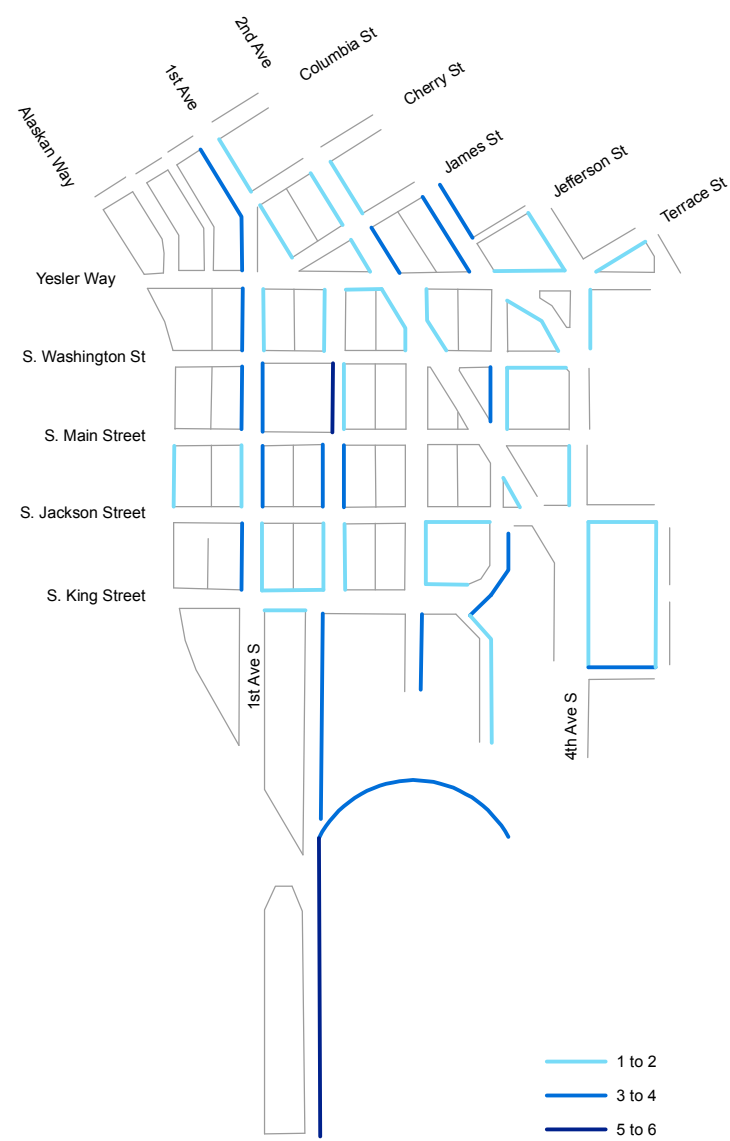 2nd Ave
Columbia St
1st Ave
Cherry St
Alaskan Way
James St
Jefferson St
Terrace St
Yesler Way
S. Washington St
S. Main Street
S. Jackson Street
S. King Street
1st Ave S
4th Ave S
1 to 2
3 to 4
5 to 6